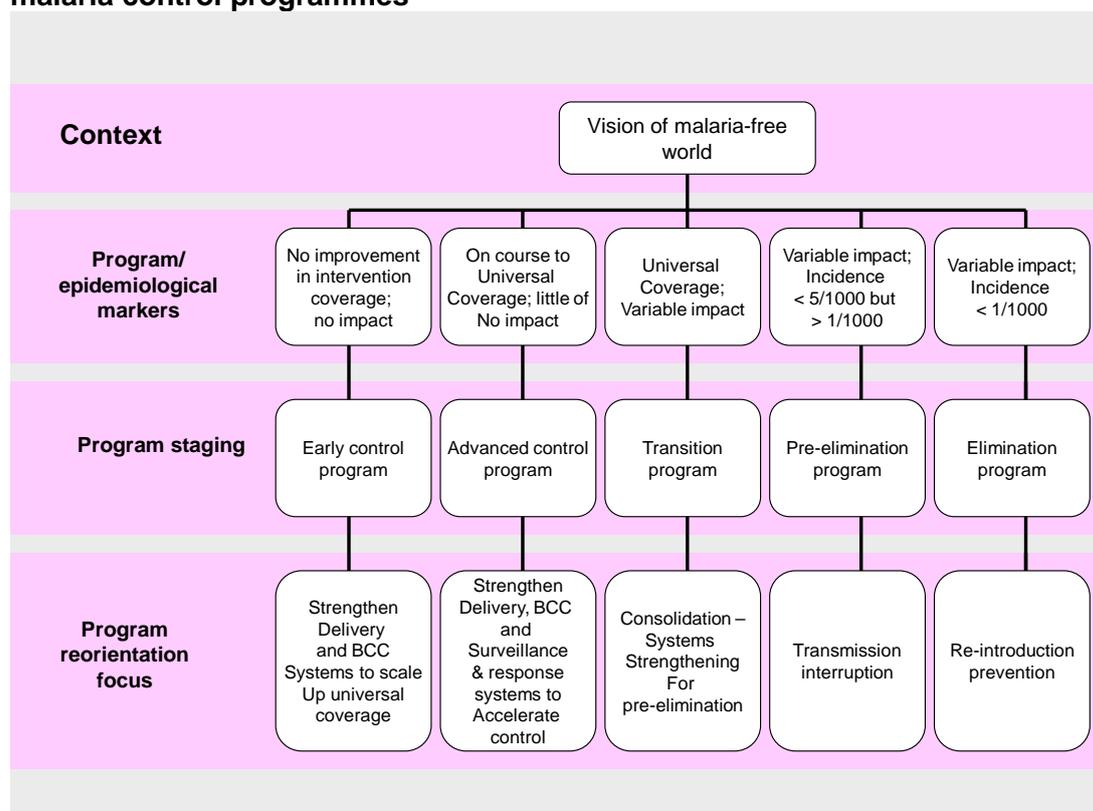 malaria control programmes
Context
Vision of malaria-free
world
Program/
epidemiological
markers
No improvement
in intervention
coverage;
no impact
On course to
Universal
Coverage; little of
No impact
Universal
Coverage;
Variable impact
Variable impact;
Incidence
< 5/1000 but
> 1/1000
Variable impact;
Incidence
< 1/1000
Program staging
Early control
program
Advanced control
program
Transition
program
Pre-elimination
program
Elimination
program
Program
reorientation
focus
Strengthen
Delivery
and BCC
Systems to scale
Up universal
coverage
Strengthen
Delivery, BCC
and
Surveillance
& response
systems to
Accelerate
control
Consolidation –
Systems
Strengthening
For
pre-elimination
Transmission
interruption
Re-introduction
prevention